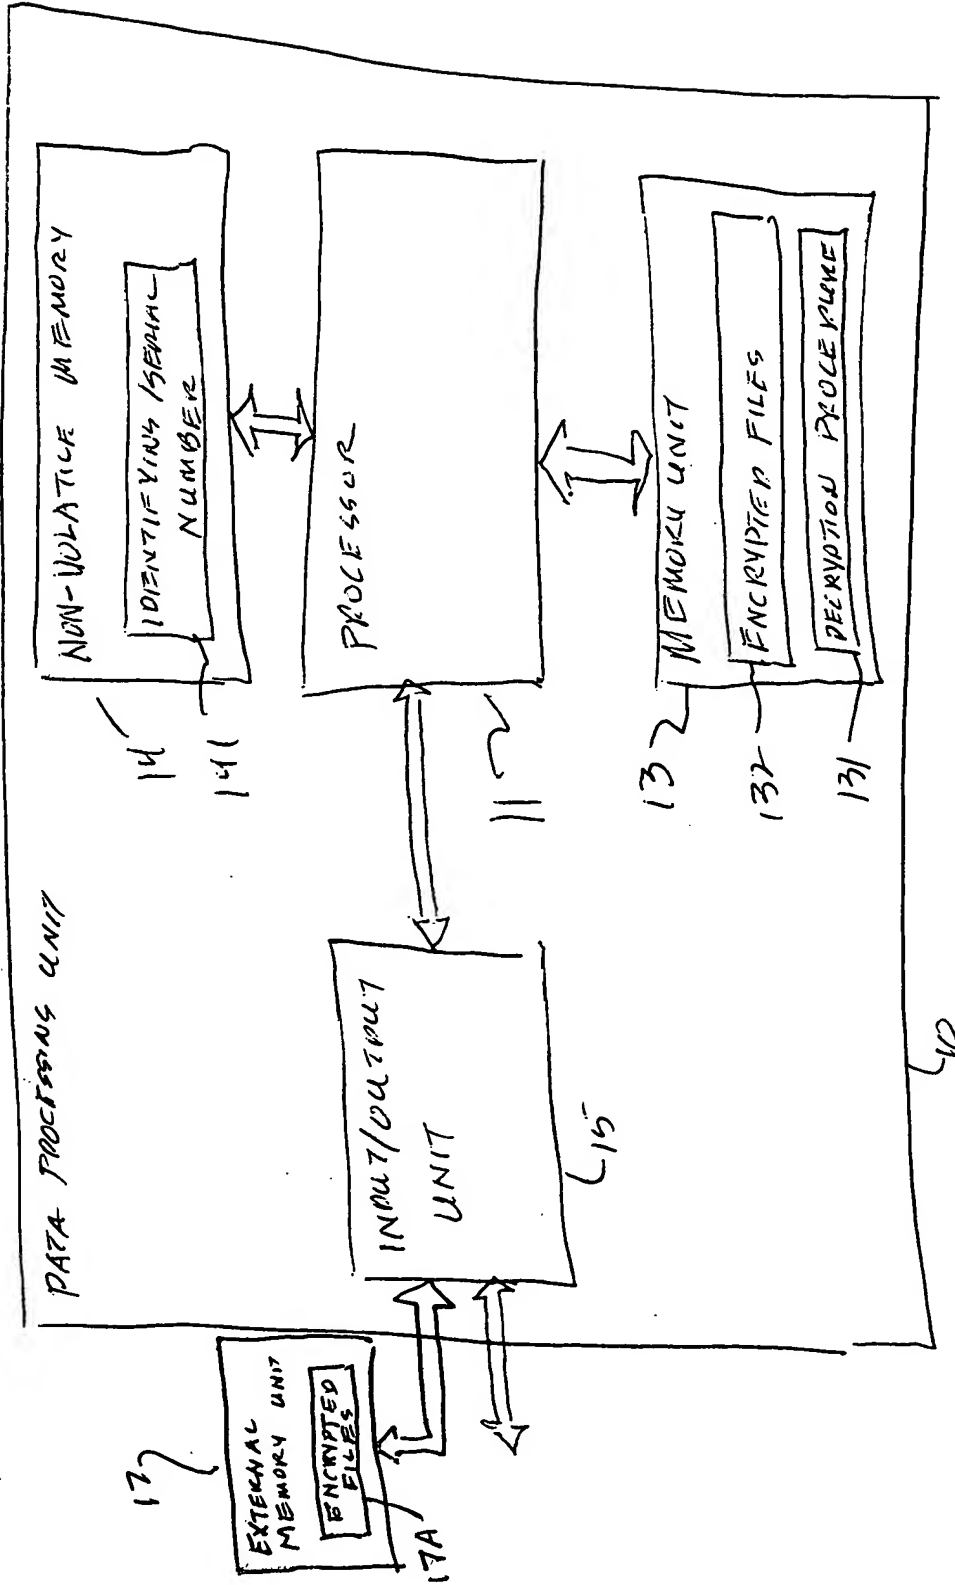 DATA PROCESSING UNIT
NON-VOLATILE MEMORY
IDENTIFYING/SERIAL
NUMBER
14
141
PROCESSOR
11
INPUT/OUTPUT
UNIT
15
MEMORY UNIT
ENCRYPTED FILES
DECRYPTION PROCEDURE
13
132
131
10
EXTERNAL
MEMORY UNIT
ENCRYPTED
FILES
17
17A